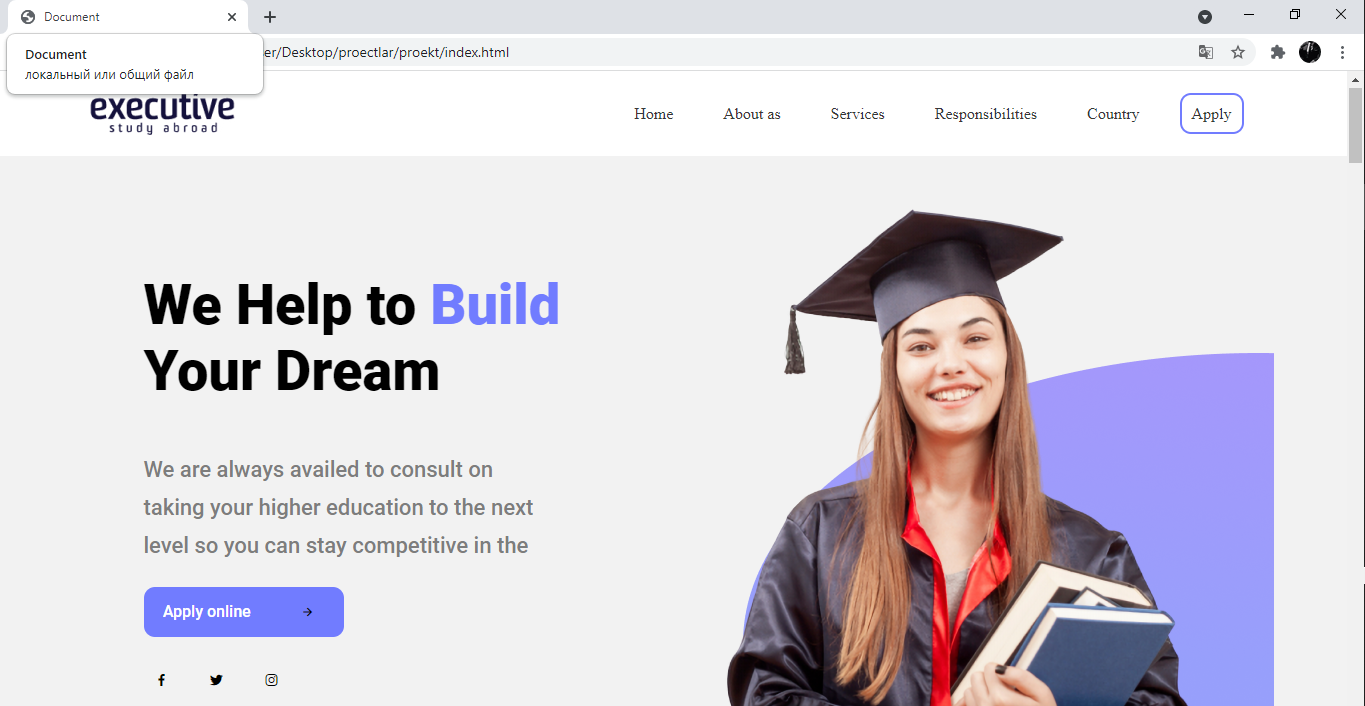 Document
Document
локальный или общий файл
er/Desktop/proectlar/proekt/index.html
executive
study abroad
Home
About as
Services
Responsibilities
Country
Apply
We Help to Build
Your Dream
We are always availed to consult on
taking your higher education to the next
level so you can stay competitive in the
Apply online